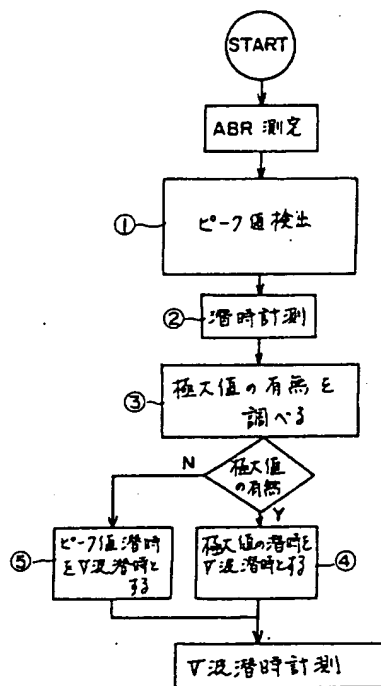 START
ABR 測定
①
ピーク値検出
②
潜時計測
③
極大値の有無を
調べる
N
極大値
の有無
Y
⑤
ピーク値潜時
をV波潜時と
する
極大値の潜時を
V波潜時とする
④
V波潜時計測